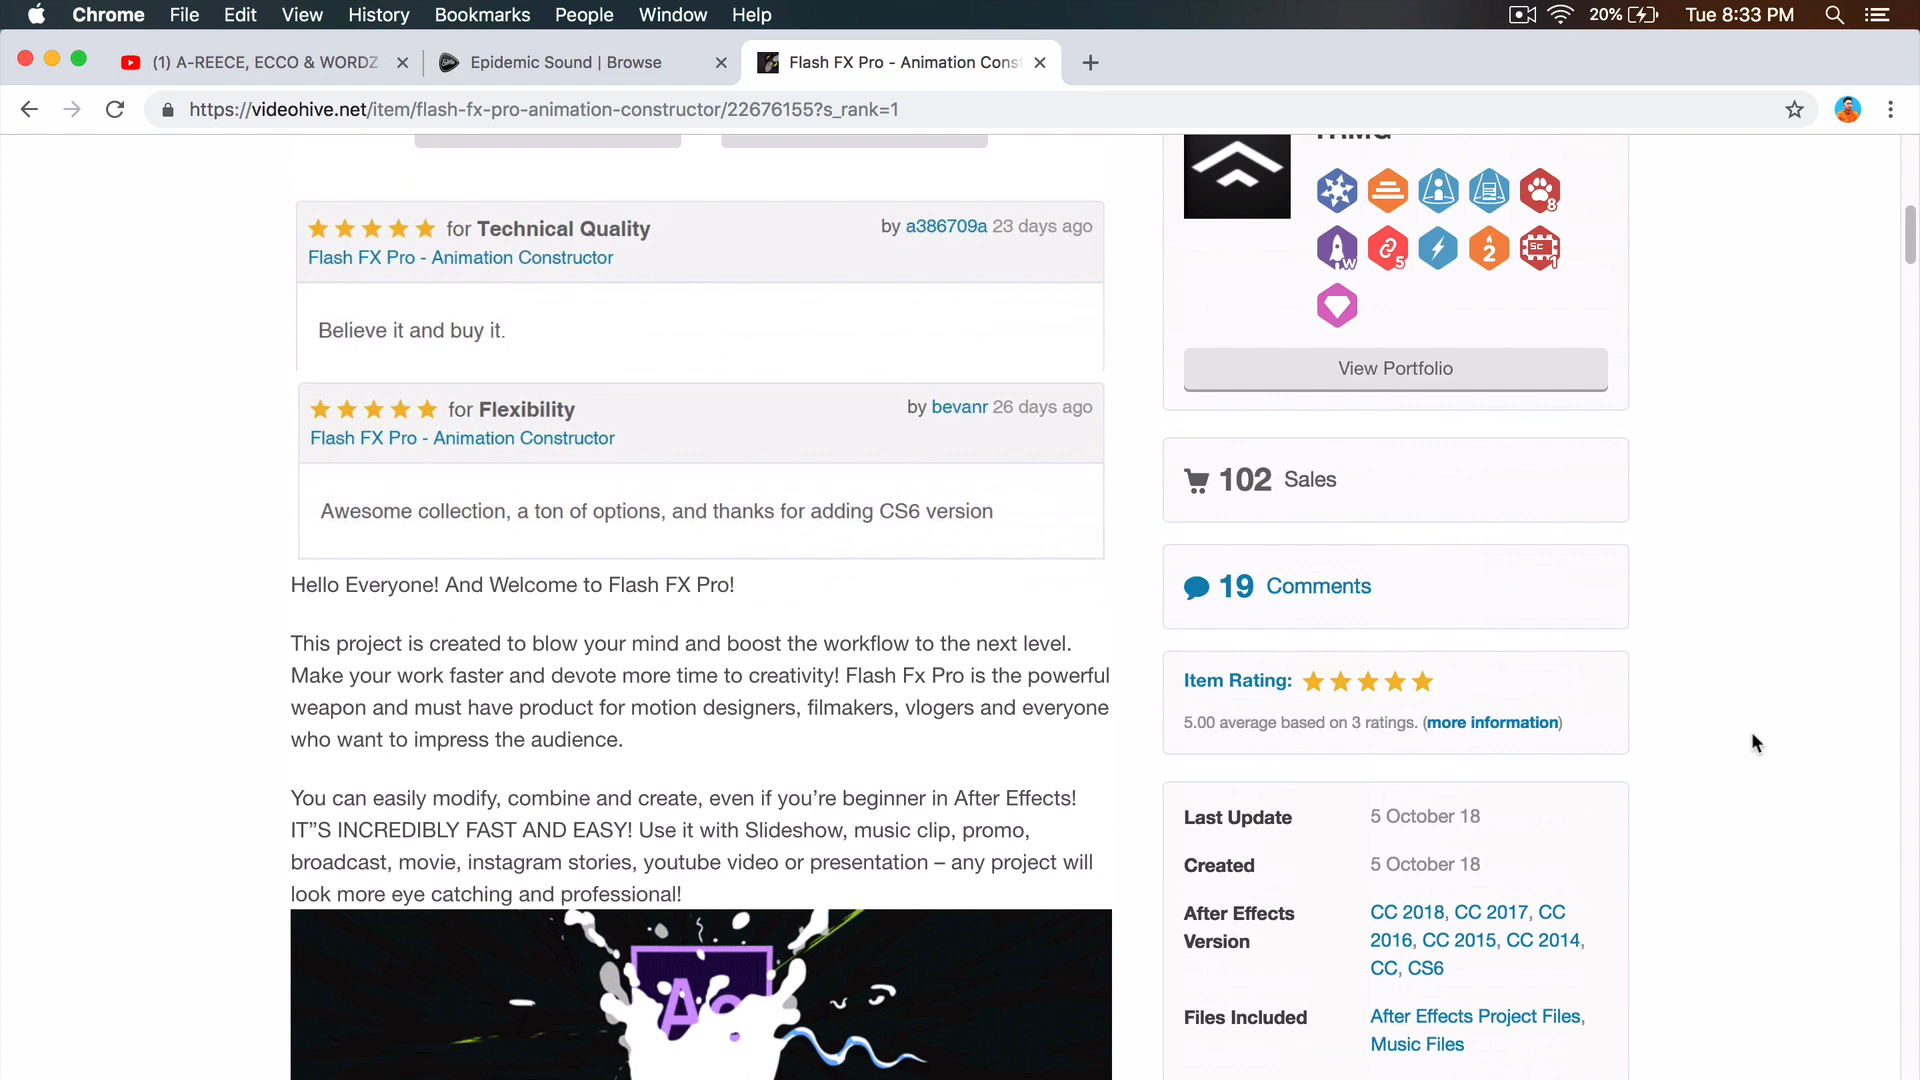 Chrome File Edit View History Bookmarks People Window Help 20% Tue 8:33 PM
(1) A-REECE, ECCO & WORDZ Epidemic Sound | Browse Flash FX Pro - Animation Const
https://videohive.net/item/flash-fx-pro-animation-constructor/22676155?s_rank=1
for Technical Quality by a386709a 23 days ago
Flash FX Pro - Animation Constructor
Believe it and buy it.
for Flexibility by bevanr 26 days ago
Flash FX Pro - Animation Constructor
Awesome collection, a ton of options, and thanks for adding CS6 version
Hello Everyone! And Welcome to Flash FX Pro!
This project is created to blow your mind and boost the workflow to the next level.
Make your work faster and devote more time to creativity! Flash Fx Pro is the powerful
weapon and must have product for motion designers, filmakers, vlogers and everyone
who want to impress the audience.
You can easily modify, combine and create, even if you’re beginner in After Effects!
IT”S INCREDIBLY FAST AND EASY! Use it with Slideshow, music clip, promo,
broadcast, movie, instagram stories, youtube video or presentation – any project will
look more eye catching and professional!
8
W 5 2 Sc 1
View Portfolio
102 Sales
19 Comments
Item Rating:
5.00 average based on 3 ratings. (more information)
Last Update 5 October 18
Created 5 October 18
After Effects Version CC 2018, CC 2017, CC
2016, CC 2015, CC 2014,
CC, CS6
Files Included After Effects Project Files,
Music Files